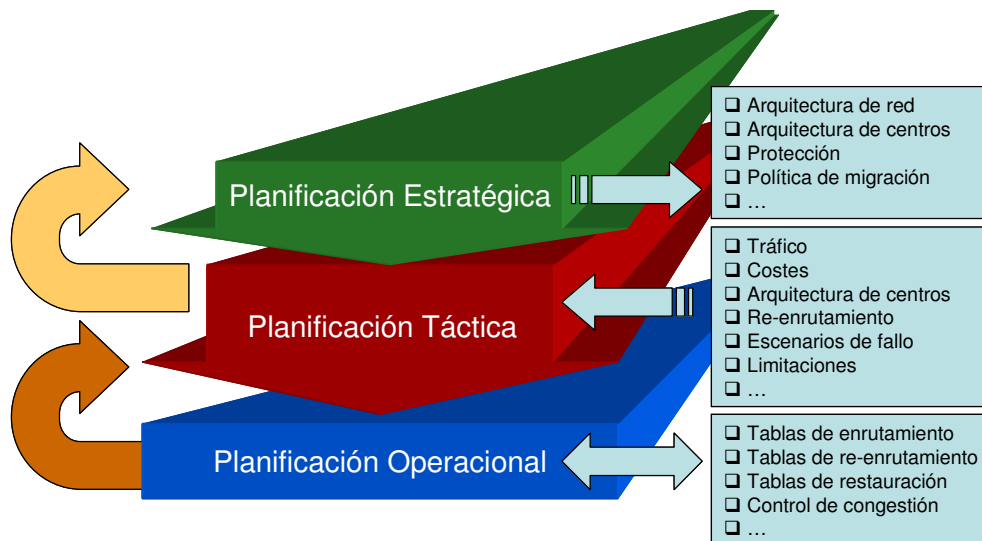 Planificación Estratégica
❑ Arquitectura de red
❑ Arquitectura de centros
❑ Protección
❑ Política de migración
❑ …
Planificación Táctica
❑ Tráfico
❑ Costes
❑ Arquitectura de centros
❑ Re-enrutamiento
❑ Escenarios de fallo
❑ Limitaciones
❑ …
Planificación Operacional
❑ Tablas de enrutamiento
❑ Tablas de re-enrutamiento
❑ Tablas de restauración
❑ Control de congestión
❑ …